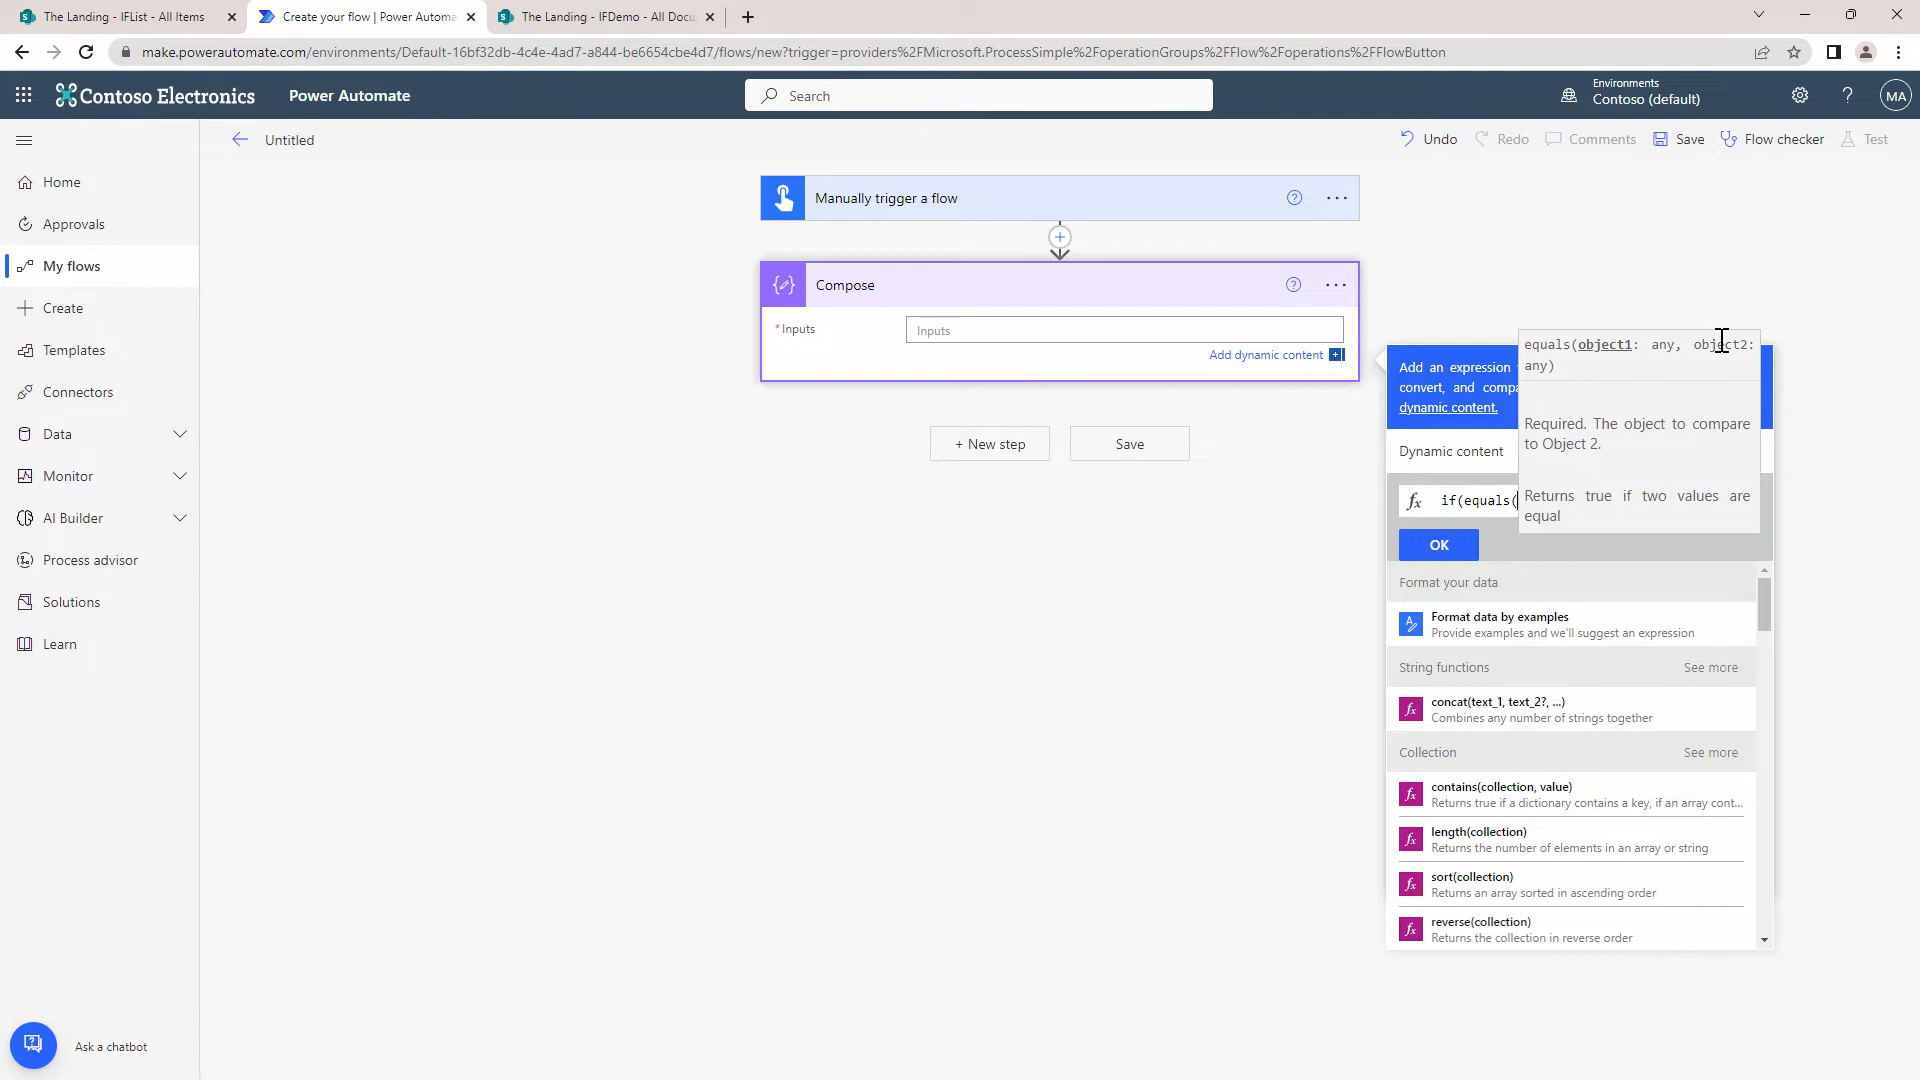 The Landing - IFList - All Items
Create your flow | Power Automa
The Landing - IFDemo - All Docu
make.powerautomate.com/environments/Default-16bf32db-4c4e-4ad7-a844-be6654cbe4d7/flows/new?trigger=providers%2FMicrosoft.ProcessSimple%2FoperationGroups%2FFlow%2Foperations%2FFlowButton
Contoso Electronics
Power Automate
Search
Environments
Contoso (default)
MA
Untitled
Undo
Redo
Comments
Save
Flow checker
Test
Home
Approvals
My flows
Create
Templates
Connectors
Data
Monitor
AI Builder
Process advisor
Solutions
Learn
Ask a chatbot
Manually trigger a flow
Compose
* Inputs
Inputs
Add dynamic content
+ New step
Save
Add an expression
convert, and compa
dynamic content.
equals(object1: any, object2:
any)
Required. The object to compare
to Object 2.
Returns true if two values are
equal
Dynamic content
fx if(equals(
OK
Format your data
Format data by examples
Provide examples and we'll suggest an expression
String functions
See more
concat(text_1, text_2?, ...)
Combines any number of strings together
Collection
See more
contains(collection, value)
Returns true if a dictionary contains a key, if an array cont...
length(collection)
Returns the number of elements in an array or string
sort(collection)
Returns an array sorted in ascending order
reverse(collection)
Returns the collection in reverse order